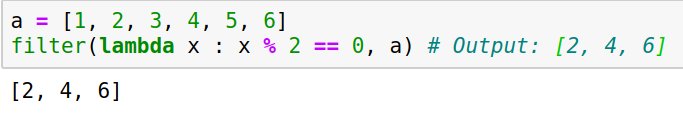 a = [1, 2, 3, 4, 5, 6]
filter(lambda x : x % 2 == 0, a) # Output: [2, 4, 6]
[2, 4, 6]